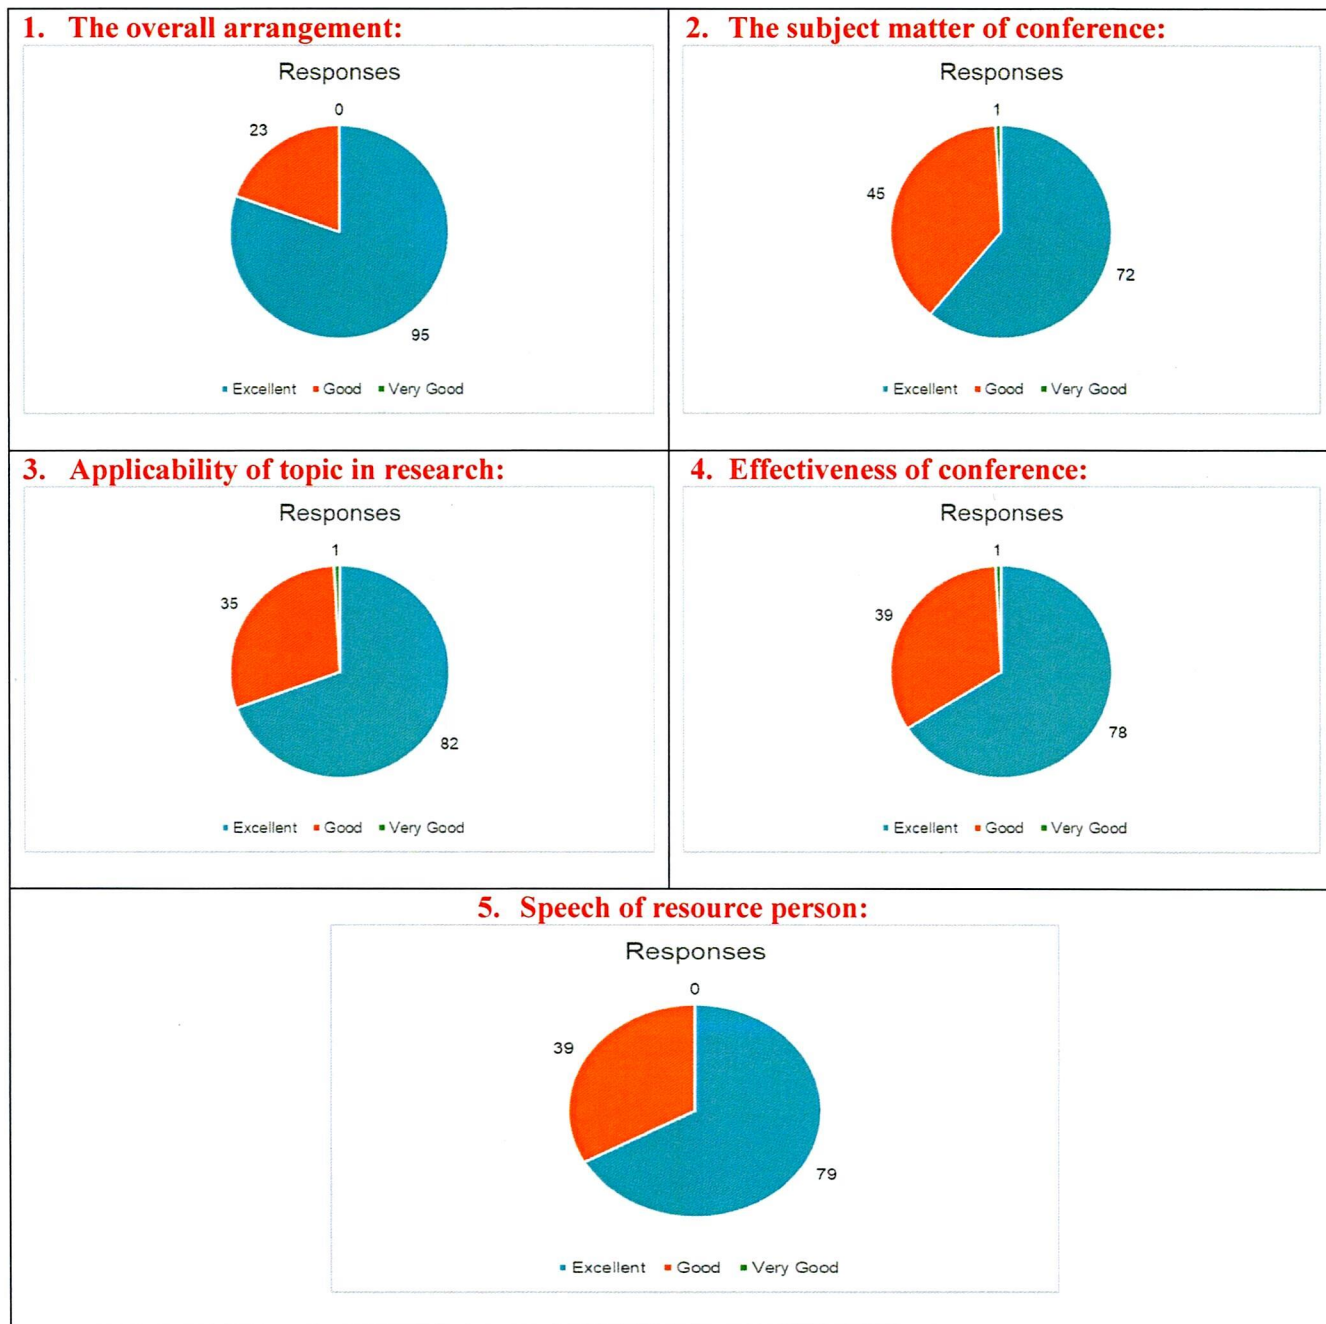 1. The overall arrangement:
Responses
0
23
95
Excellent Good Very Good
2. The subject matter of conference:
Responses
1
45
72
Excellent Good Very Good
3. Applicability of topic in research:
Responses
1
35
82
Excellent Good Very Good
4. Effectiveness of conference:
Responses
1
39
78
Excellent Good Very Good
5. Speech of resource person:
Responses
0
39
79
Excellent Good Very Good